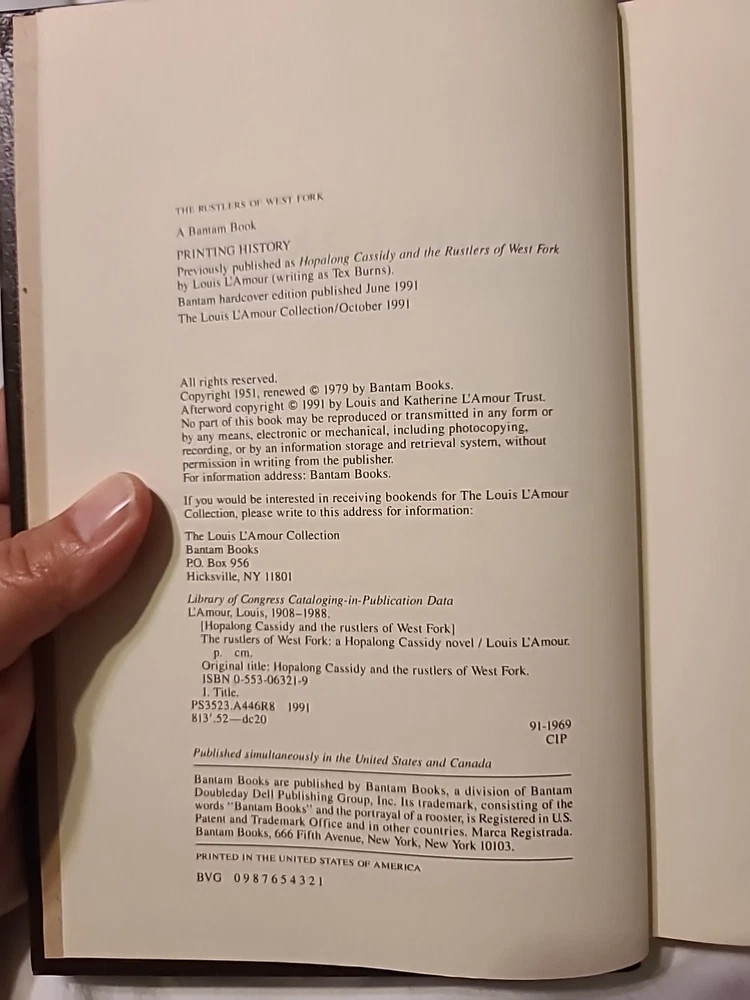 THE RUSTLERS OF WEST FORK
A Bantam Book
PRINTING HISTORY
Previously published as Hopalong Cassidy and the Rustlers of West Fork
by Louis L'Amour (writing as Tex Burns).
Bantam hardcover edition published June 1991
The Louis L'Amour Collection/October 1991
All rights reserved.
Copyright 1951, renewed © 1979 by Bantam Books.
Afterword copyright © 1991 by Louis and Katherine L'Amour Trust.
No part of this book may be reproduced or transmitted in any form or
by any means, electronic or mechanical, including photocopying,
recording, or by an information storage and retrieval system, without
permission in writing from the publisher.
For information address: Bantam Books.
If you would be interested in receiving bookends for The Louis L'Amour
Collection, please write to this address for information:
The Louis L'Amour Collection
Bantam Books
P.O. Box 956
Hicksville, NY 11801
Library of Congress Cataloging-in-Publication Data
L'Amour, Louis, 1908-1988.
[Hopalong Cassidy and the rustlers of West Fork]
The rustlers of West Fork: a Hopalong Cassidy novel / Louis L'Amour.
p. cm.
Original title: Hopalong Cassidy and the rustlers of West Fork.
ISBN 0-553-06321-9
I. Title.
PS3523.A446R8 1991
813'.52—dc20
91-1969
CIP
Published simultaneously in the United States and Canada
Bantam Books are published by Bantam Books, a division of Bantam
Doubleday Dell Publishing Group, Inc. Its trademark, consisting of the
words "Bantam Books" and the portrayal of a rooster, is Registered in U.S.
Patent and Trademark Office and in other countries. Marca Registrada.
Bantam Books, 666 Fifth Avenue, New York, New York 10103.
PRINTED IN THE UNITED STATES OF AMERICA
BVG 0 9 8 7 6 5 4 3 2 1